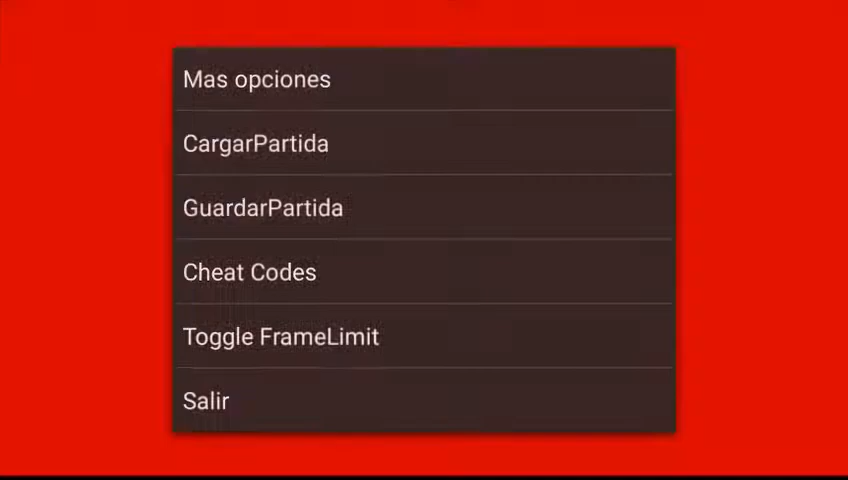 Mas opciones
CargarPartida
GuardarPartida
Cheat Codes
Toggle FrameLimit
Salir